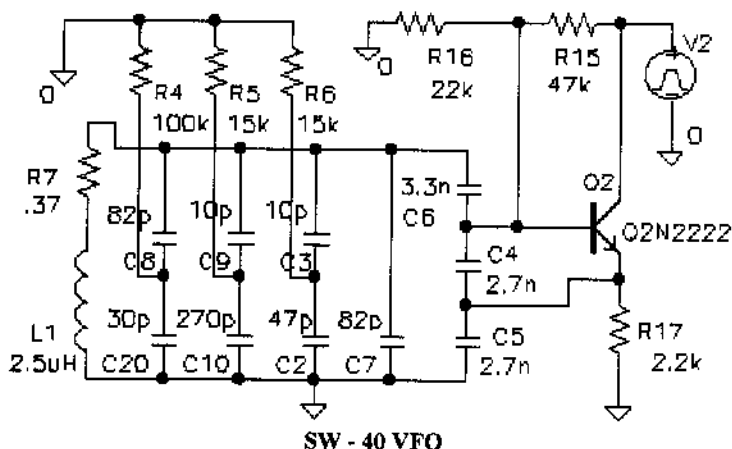 V2
R16
R15
0
22k
47k
0
0
R4
R5
R6
100k
15k
15k
R7
.37
3.3n
C6
Q2
82p
10p
10p
Q2N2222
C8
C9
C3
C4
2.7n
L1
2.5uH
30p
270p
47p
82p
C5
2.7n
R17
2.2k
C20
C10
C2
C7
SW - 40 VFO